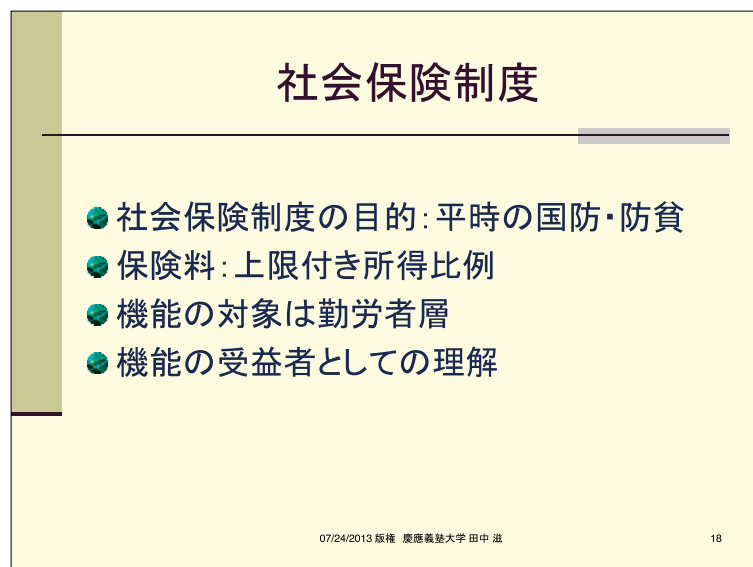 社会保険制度
社会保険制度の目的:平時の国防・防貧
保険料:上限付き所得比例
機能の対象は勤労者層
機能の受益者としての理解
07/24/2013 版権 慶應義塾大学 田中 滋
18